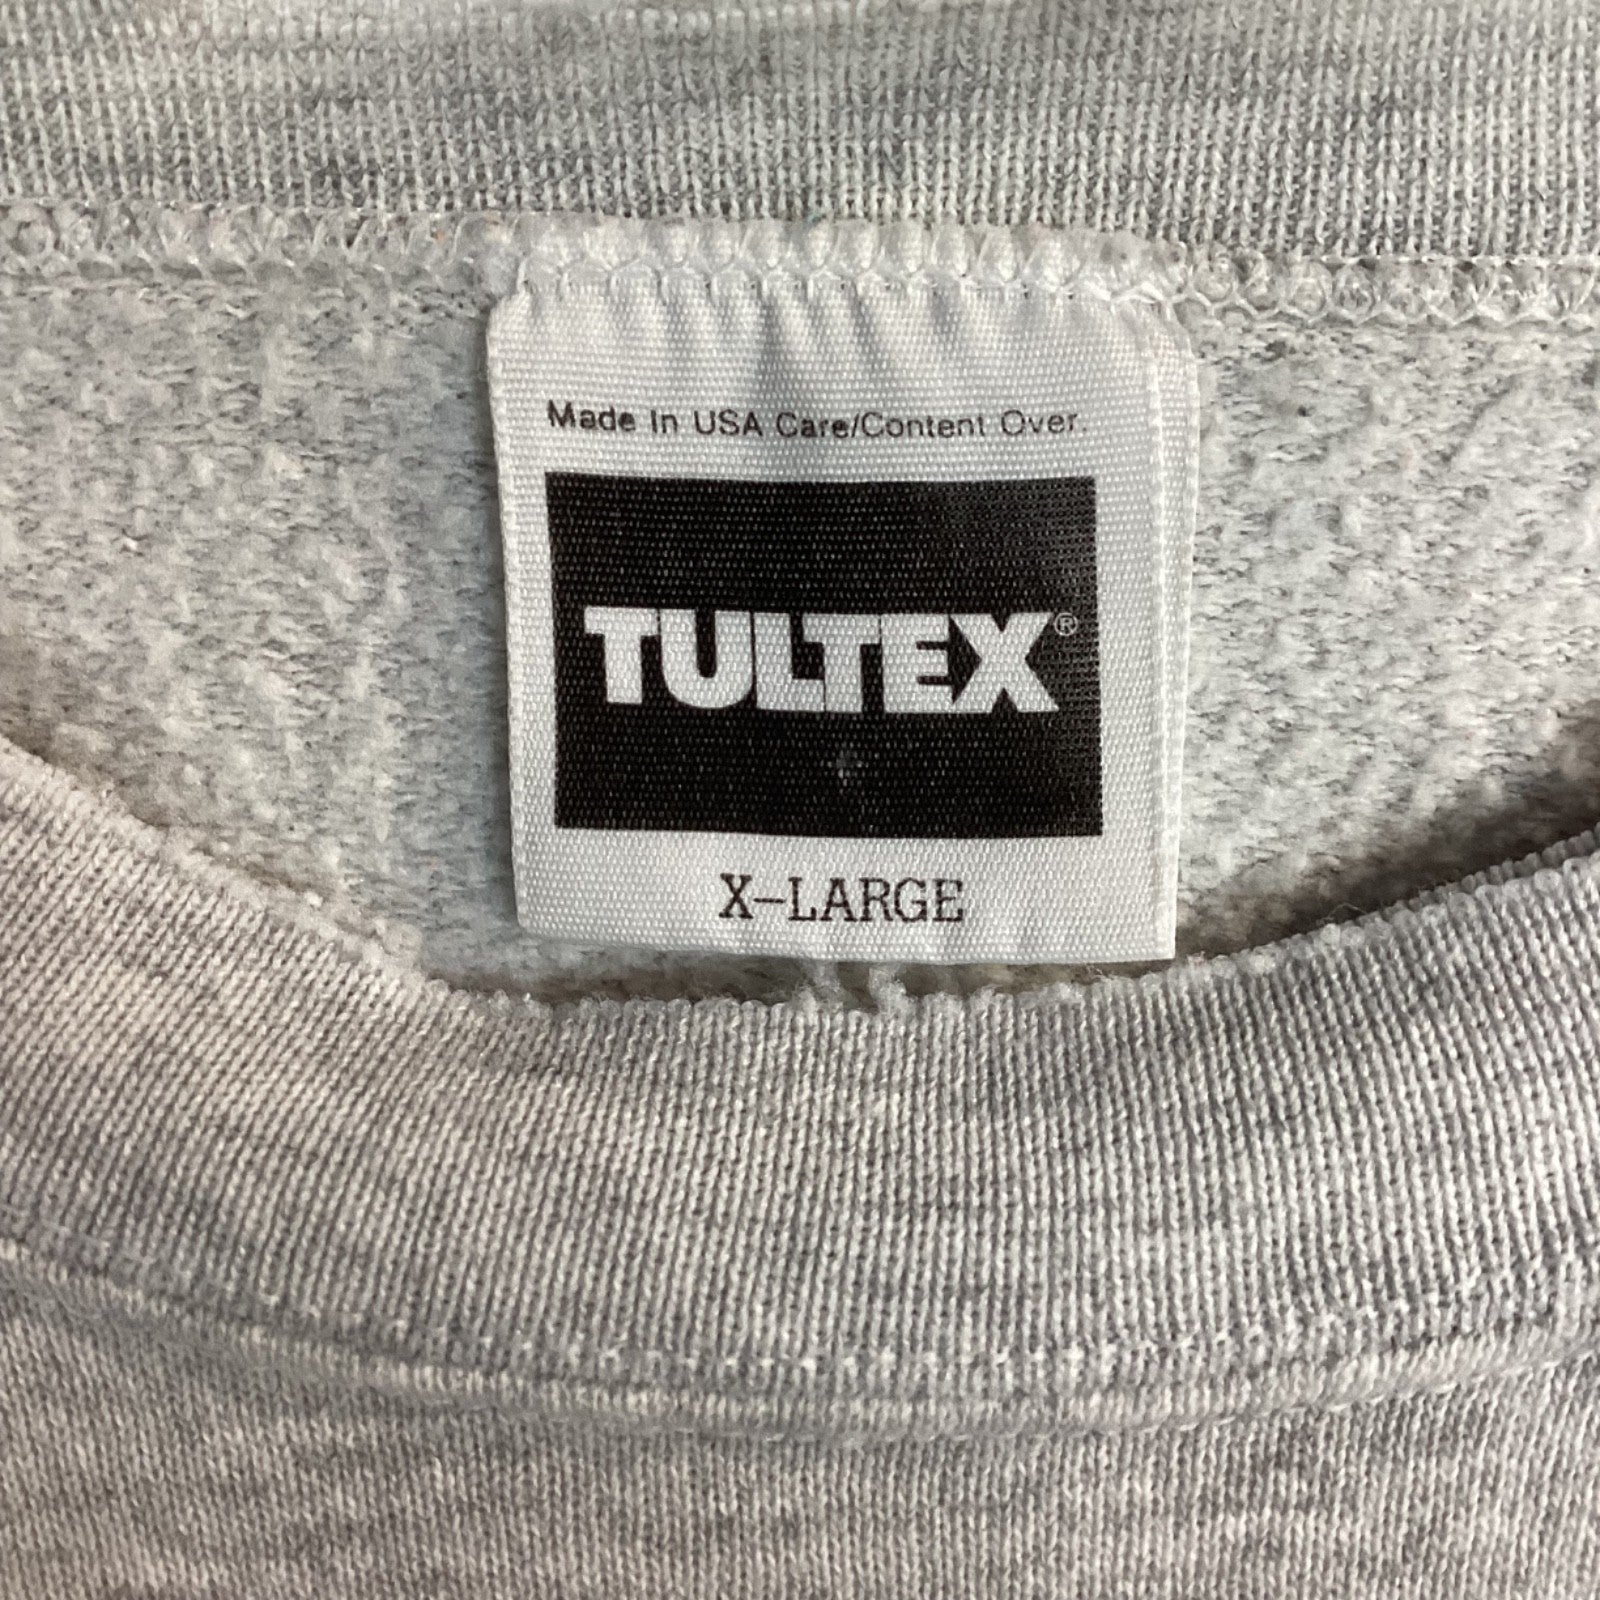 Made In USA Care/Content Over.
TULTEX®
X-LARGE